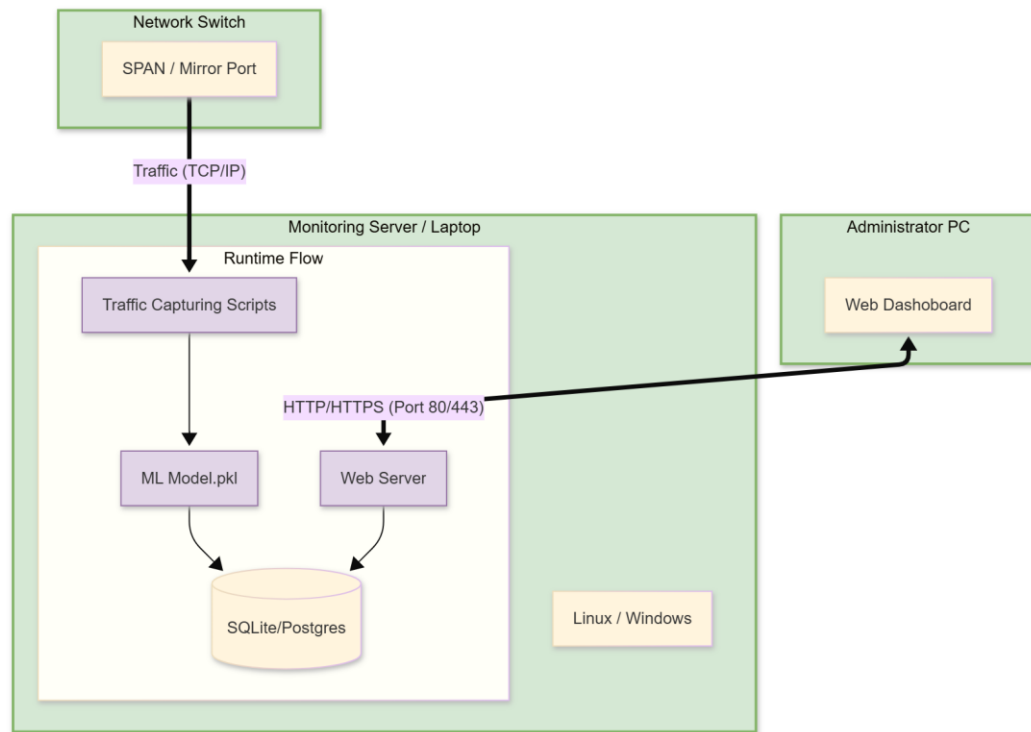 Network Switch
SPAN / Mirror Port
Traffic (TCP/IP)
Monitoring Server / Laptop
Administrator PC
Runtime Flow
Traffic Capturing Scripts
Web Dashoboard
HTTP/HTTPS (Port 80/443)
ML Model.pkl
Web Server
SQLite/Postgres
Linux / Windows